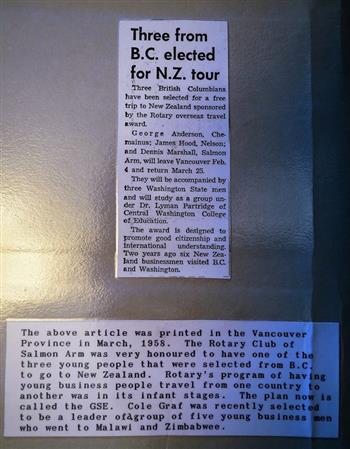 Three from
B.C. elected
for N.Z. tour
Three British Columbians
have been selected for a free
trip to New Zealand sponsored
by the Rotary overseas travel
award.
George Anderson, Che-
mainus; James Hood, Nelson;
and Dennis Marshall, Salmon
Arm, will leave Vancouver Feb.
4 and return March 25.
They will be accompanied by
three Washington State men
and will study as a group un-
der Dr. Lyman Partridge of
Central Washington College
of Education.
The award is designed to
promote good citizenship and
international understanding.
Two years ago six New Zea-
land businessmen visited B.C.
and Washington.
The above article was printed in the Vancouver
Province in March, 1958. The Rotary Club of
Salmon Arm was very honoured to have one of the
three young people that were selected from B.C.
to go to New Zealand. Rotary's program of having
young business people travel from one country to
another was in its infant stages. The plan now is
called the GSE. Cole Graf was recently selected
to be a leader of a group of five young business men
who went to Malawi and Zimbabwee.